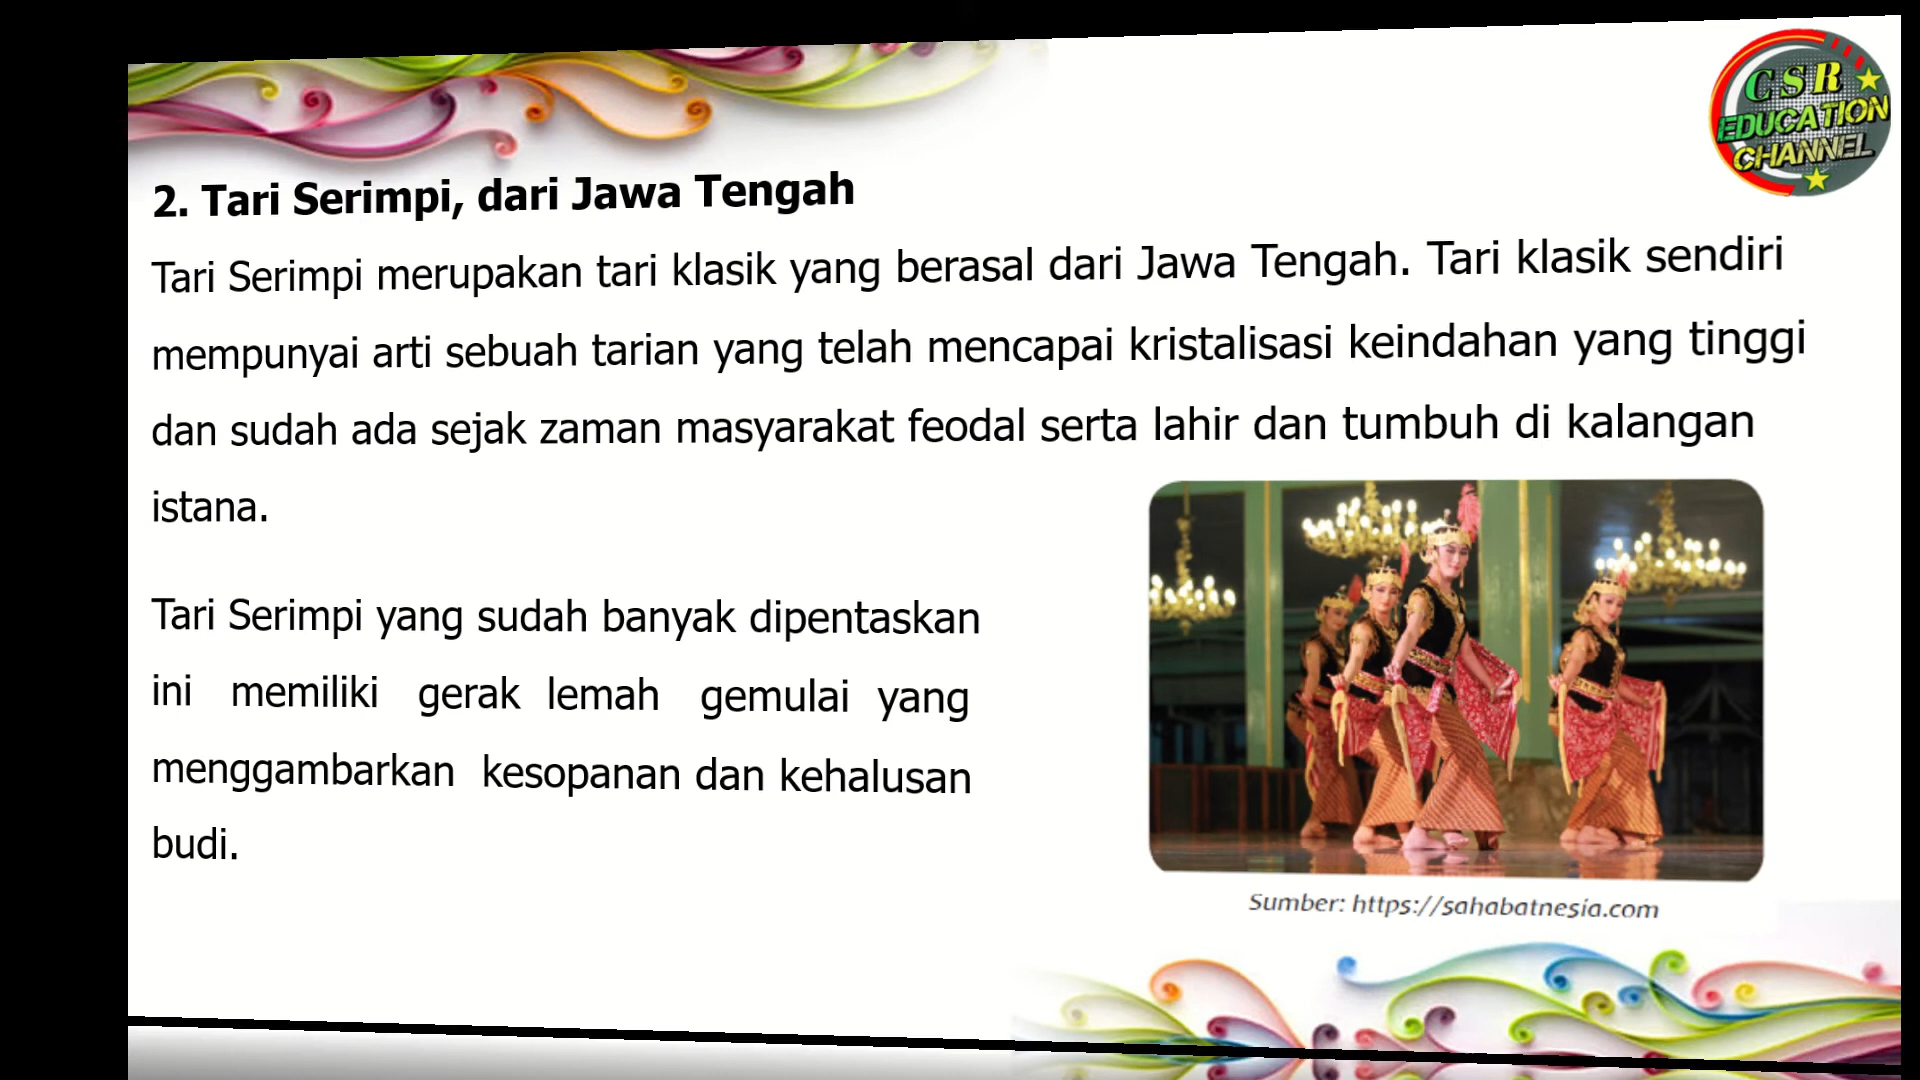 CSR
EDUCATION
CHANNEL
2. Tari Serimpi, dari Jawa Tengah
Tari Serimpi merupakan tari klasik yang berasal dari Jawa Tengah. Tari klasik sendiri
mempunyai arti sebuah tarian yang telah mencapai kristalisasi keindahan yang tinggi
dan sudah ada sejak zaman masyarakat feodal serta lahir dan tumbuh di kalangan
istana.
Tari Serimpi yang sudah banyak dipentaskan
ini memiliki gerak lemah gemulai yang
menggambarkan kesopanan dan kehalusan
budi.
Sumber: https://sahabatnesia.com